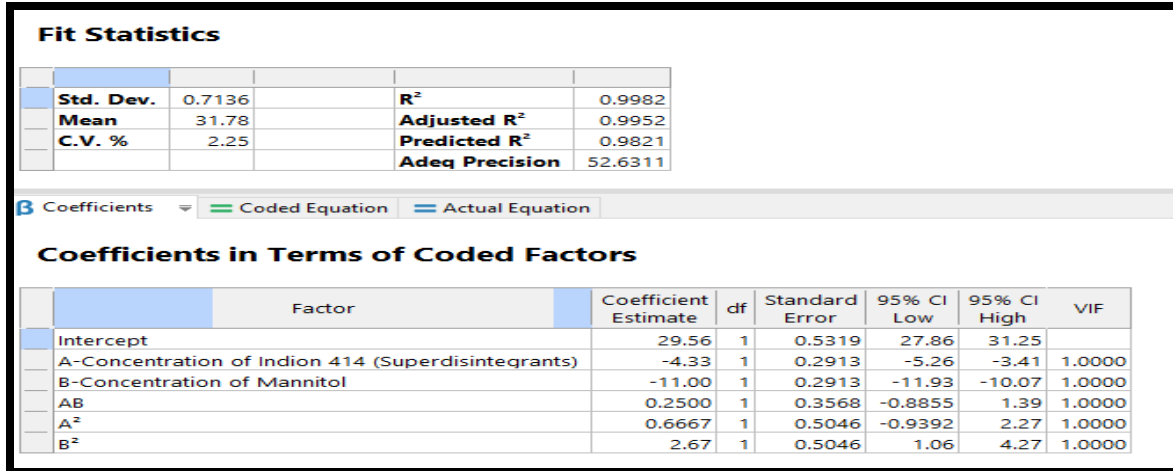 Fit Statistics
Std. Dev. 0.7136 R² 0.9982
Mean 31.78 Adjusted R² 0.9952
C.V. % 2.25 Predicted R² 0.9821
Adeq Precision 52.6311
β Coefficients Coded Equation Actual Equation
Coefficients in Terms of Coded Factors
Factor Coefficient Estimate df Standard Error 95% CI Low 95% CI High VIF
Intercept 29.56 1 0.5319 27.86 31.25
A-Concentration of Indion 414 (Superdisintegrants) -4.33 1 0.2913 -5.26 -3.41 1.0000
B-Concentration of Mannitol -11.00 1 0.2913 -11.93 -10.07 1.0000
AB 0.2500 1 0.3568 -0.8855 1.39 1.0000
A² 0.6667 1 0.5046 -0.9392 2.27 1.0000
B² 2.67 1 0.5046 1.06 4.27 1.0000